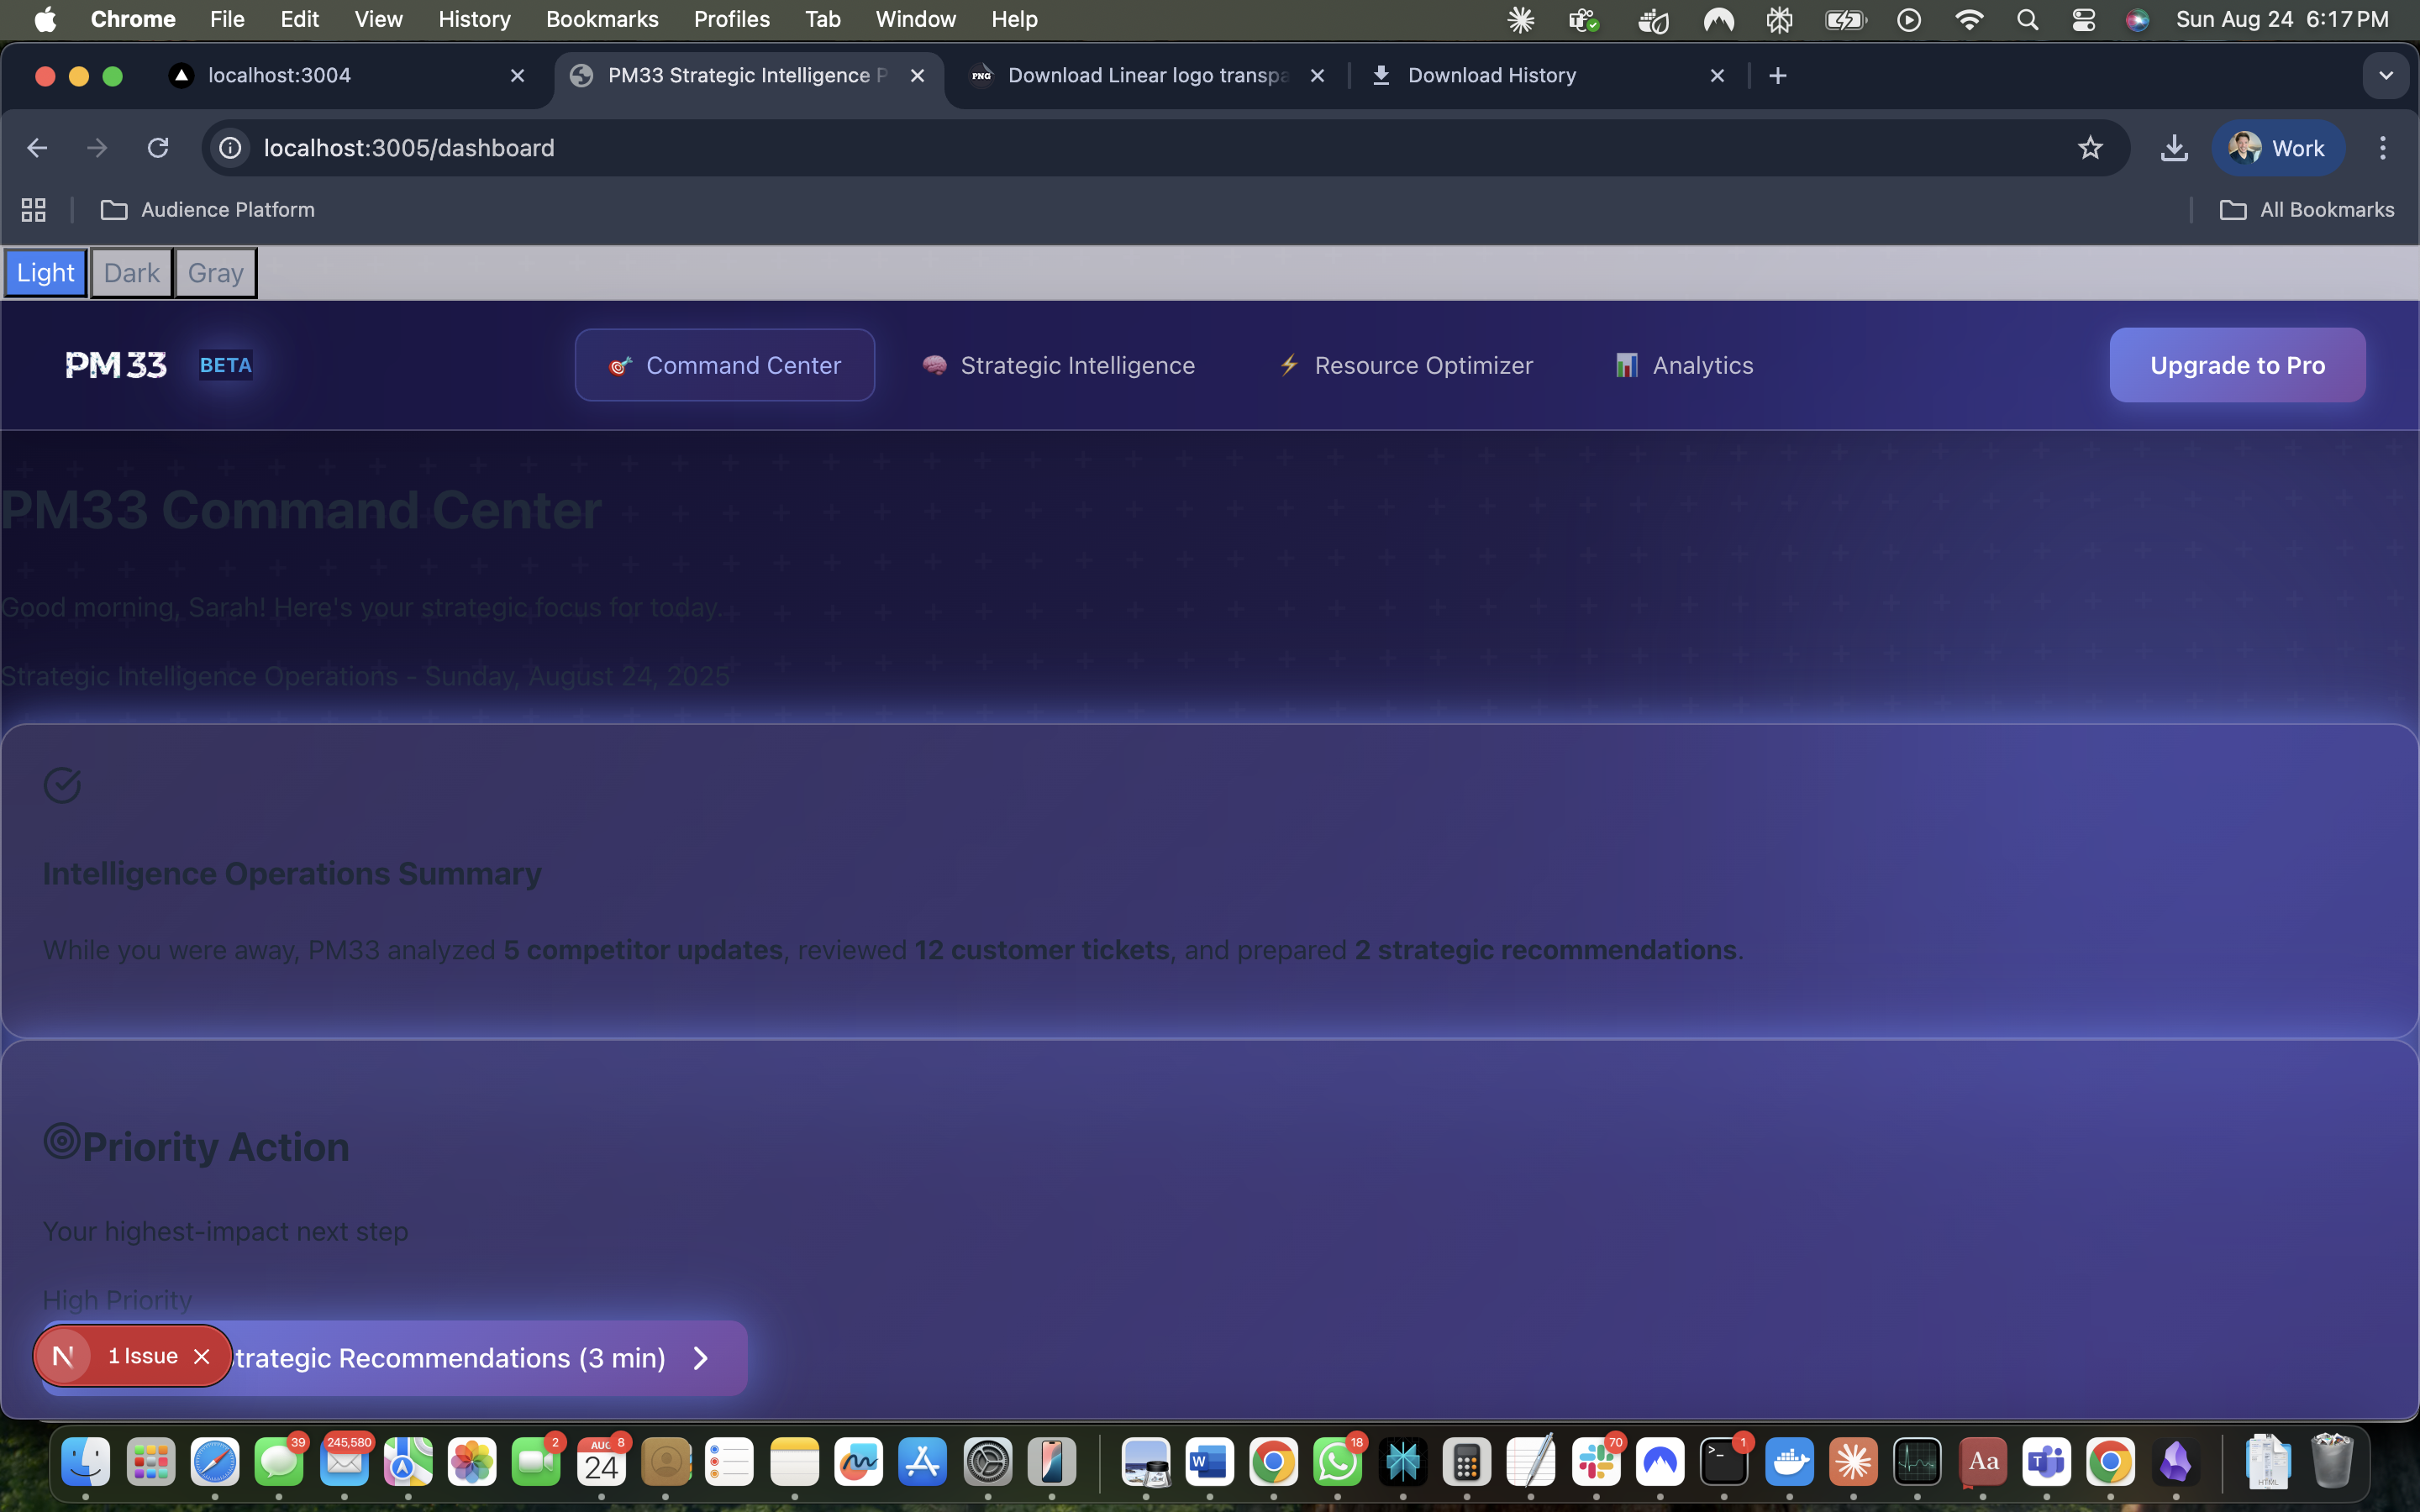 Chrome File Edit View History Bookmarks Profiles Tab Window Help Sun Aug 24 6:17 PM
localhost:3004 PM33 Strategic Intelligence P PNG Download Linear logo transpa Download History
localhost:3005/dashboard Work
Audience Platform All Bookmarks
Light Dark Gray
PM33 BETA Command Center Strategic Intelligence Resource Optimizer Analytics Upgrade to Pro
PM33 Command Center
Good morning, Sarah! Here's your strategic focus for today.
Strategic Intelligence Operations - Sunday, August 24, 2025
Intelligence Operations Summary
While you were away, PM33 analyzed 5 competitor updates, reviewed 12 customer tickets, and prepared 2 strategic recommendations.
Priority Action
Your highest-impact next step
High Priority
N 1 Issue trategic Recommendations (3 min)
39 245,580 2 AUG 8 18 70 1
24 W >_ Aa T HTML